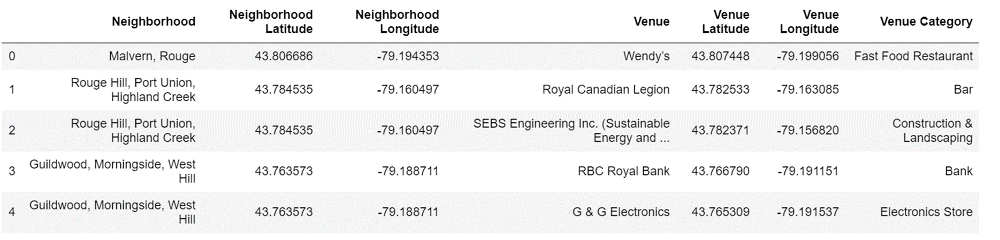 Neighborhood Neighborhood Latitude Neighborhood Longitude Venue Venue Latitude Venue Longitude Venue Category
0 Malvern, Rouge 43.806686 -79.194353 Wendy’s 43.807448 -79.199056 Fast Food Restaurant
1 Rouge Hill, Port Union, Highland Creek 43.784535 -79.160497 Royal Canadian Legion 43.782533 -79.163085 Bar
2 Rouge Hill, Port Union, Highland Creek 43.784535 -79.160497 SEBS Engineering Inc. (Sustainable Energy and ... 43.782371 -79.156820 Construction & Landscaping
3 Guildwood, Morningside, West Hill 43.763573 -79.188711 RBC Royal Bank 43.766790 -79.191151 Bank
4 Guildwood, Morningside, West Hill 43.763573 -79.188711 G & G Electronics 43.765309 -79.191537 Electronics Store